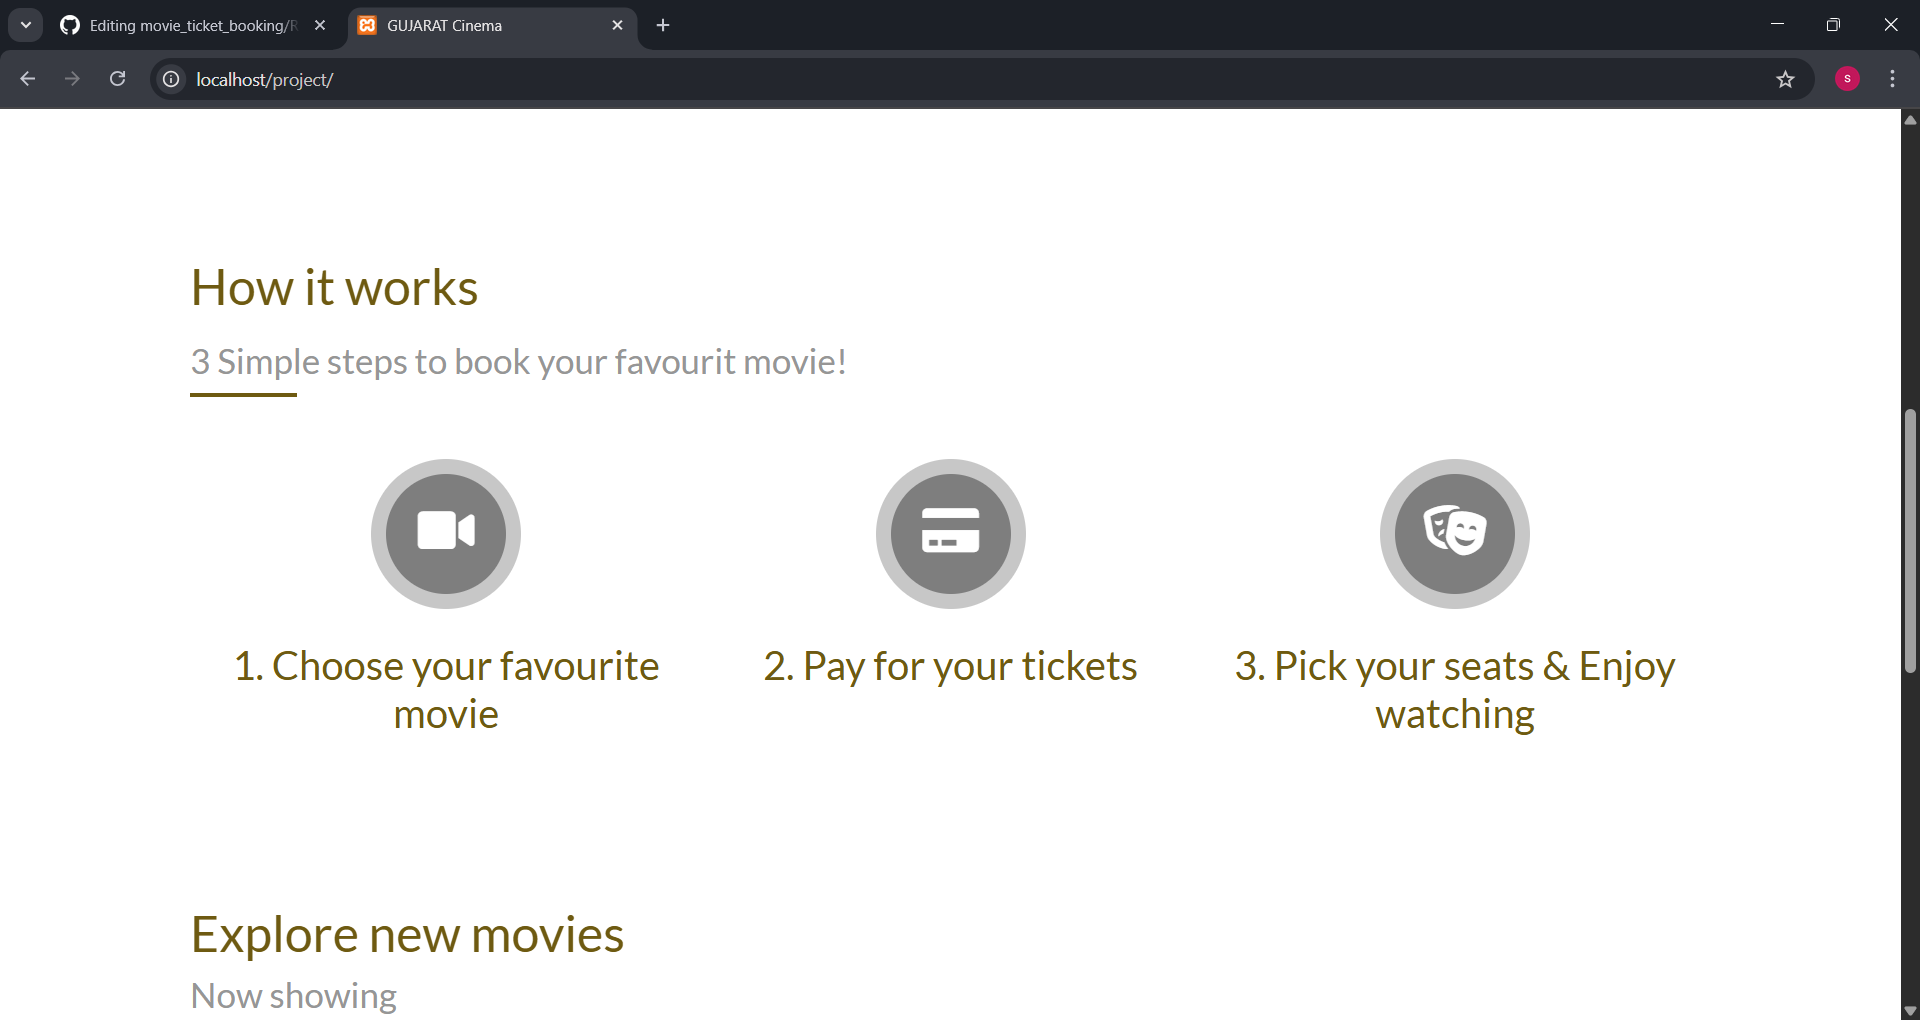 Editing movie_ticket_booking/R
GUJARAT Cinema
localhost/project/
S
How it works
3 Simple steps to book your favourit movie!
1. Choose your favourite
movie
2. Pay for your tickets
3. Pick your seats & Enjoy
watching
Explore new movies
Now showing